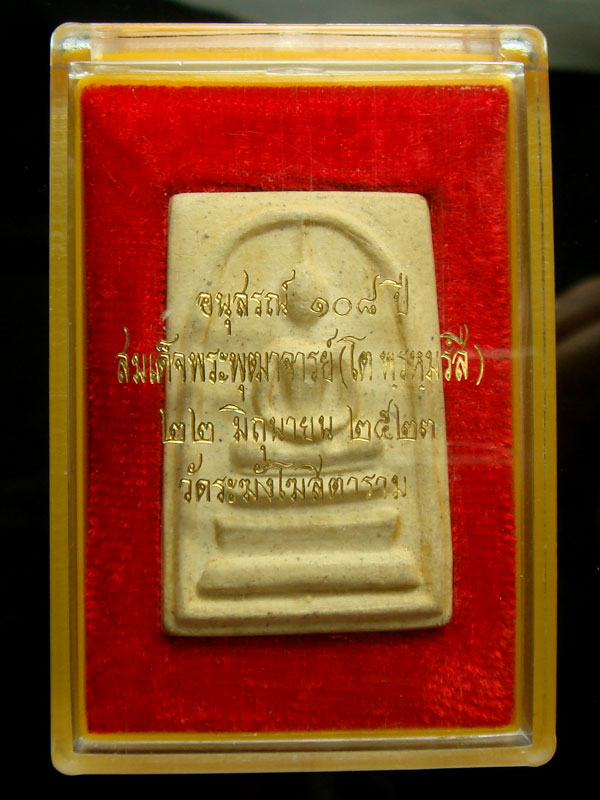 อนุสรณ์ ๑๐๘ ปี
สมเด็จพระพุฒาจารย์ (โต พฺรหฺมรํสี)
๒๒ มิถุนายน ๒๕๒๓
วัดระฆังโฆสิตาราม